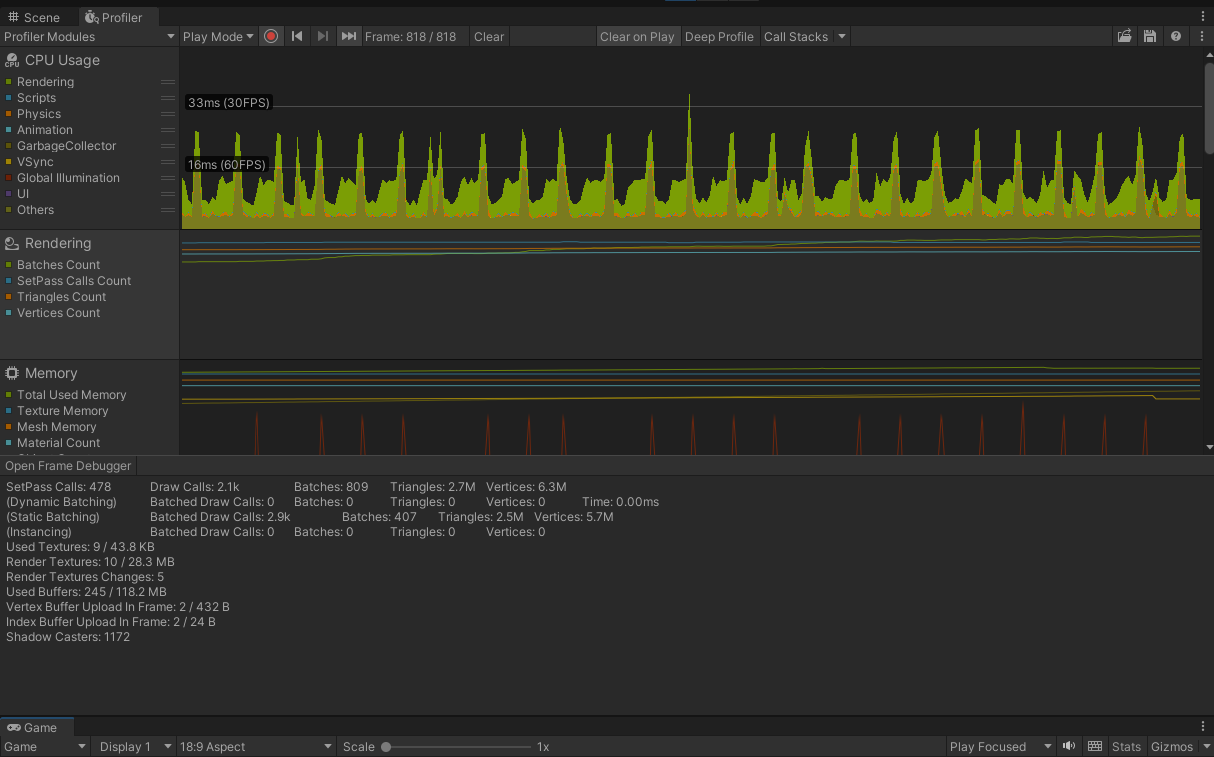 Scene Profiler
Profiler Modules Play Mode Frame: 818 / 818 Clear Clear on Play Deep Profile Call Stacks
CPU Usage
Rendering
Scripts
Physics
Animation
GarbageCollector
VSync
Global Illumination
UI
Others
33ms (30FPS)
16ms (60FPS)
Rendering
Batches Count
SetPass Calls Count
Triangles Count
Vertices Count
Memory
Total Used Memory
Texture Memory
Mesh Memory
Material Count
Open Frame Debugger
SetPass Calls: 478 Draw Calls: 2.1k Batches: 809 Triangles: 2.7M Vertices: 6.3M
(Dynamic Batching) Batched Draw Calls: 0 Batches: 0 Triangles: 0 Vertices: 0 Time: 0.00ms
(Static Batching) Batched Draw Calls: 2.9k Batches: 407 Triangles: 2.5M Vertices: 5.7M
(Instancing) Batched Draw Calls: 0 Batches: 0 Triangles: 0 Vertices: 0
Used Textures: 9 / 43.8 KB
Render Textures: 10 / 28.3 MB
Render Textures Changes: 5
Used Buffers: 245 / 118.2 MB
Vertex Buffer Upload In Frame: 2 / 432 B
Index Buffer Upload In Frame: 2 / 24 B
Shadow Casters: 1172
Game
Game Display 1 18:9 Aspect Scale 1x Play Focused Stats Gizmos